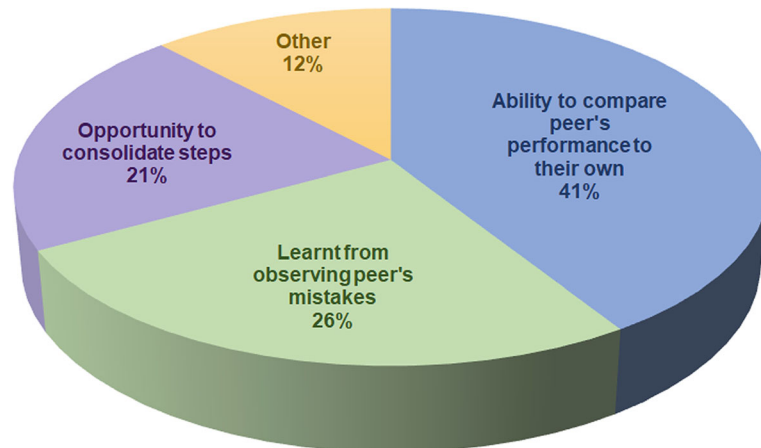 Other
12%
Ability to compare
peer's
performance to
their own
41%
Opportunity to
consolidate steps
21%
Learnt from
observing peer's
mistakes
26%